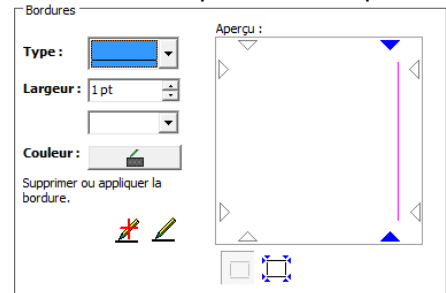 Bordures
Aperçu :
Type :
Largeur : 1 pt
Couleur :
Supprimer ou appliquer la
bordure.